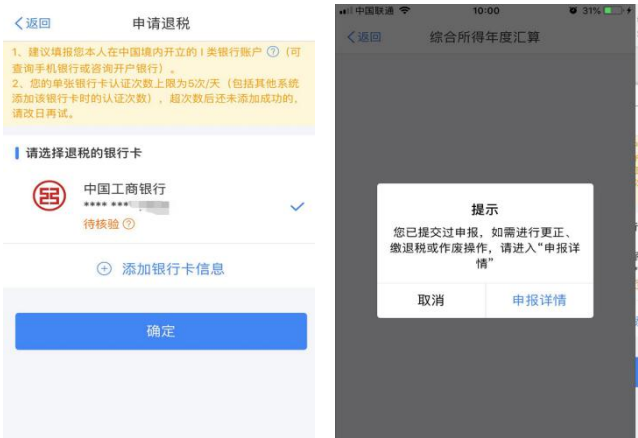 返回
申请退税
1、建议填报您本人在中国境内开立的Ⅰ类银行账户（可
查询手机银行或咨询开户银行）。
2、您的单张银行卡认证次数上限为5次/天（包括其他系统
添加该银行卡时的认证次数），超次数后还未添加成功的，
请改日再试。
请选择退税的银行卡
中国工商银行
**** ***
待核验
添加银行卡信息
确定
中国联通
10:00
31%
返回
综合所得年度汇算
提示
您已提交过申报，如需进行更正、
缴退税或作废操作，请进入“申报详
情”
取消
申报详情